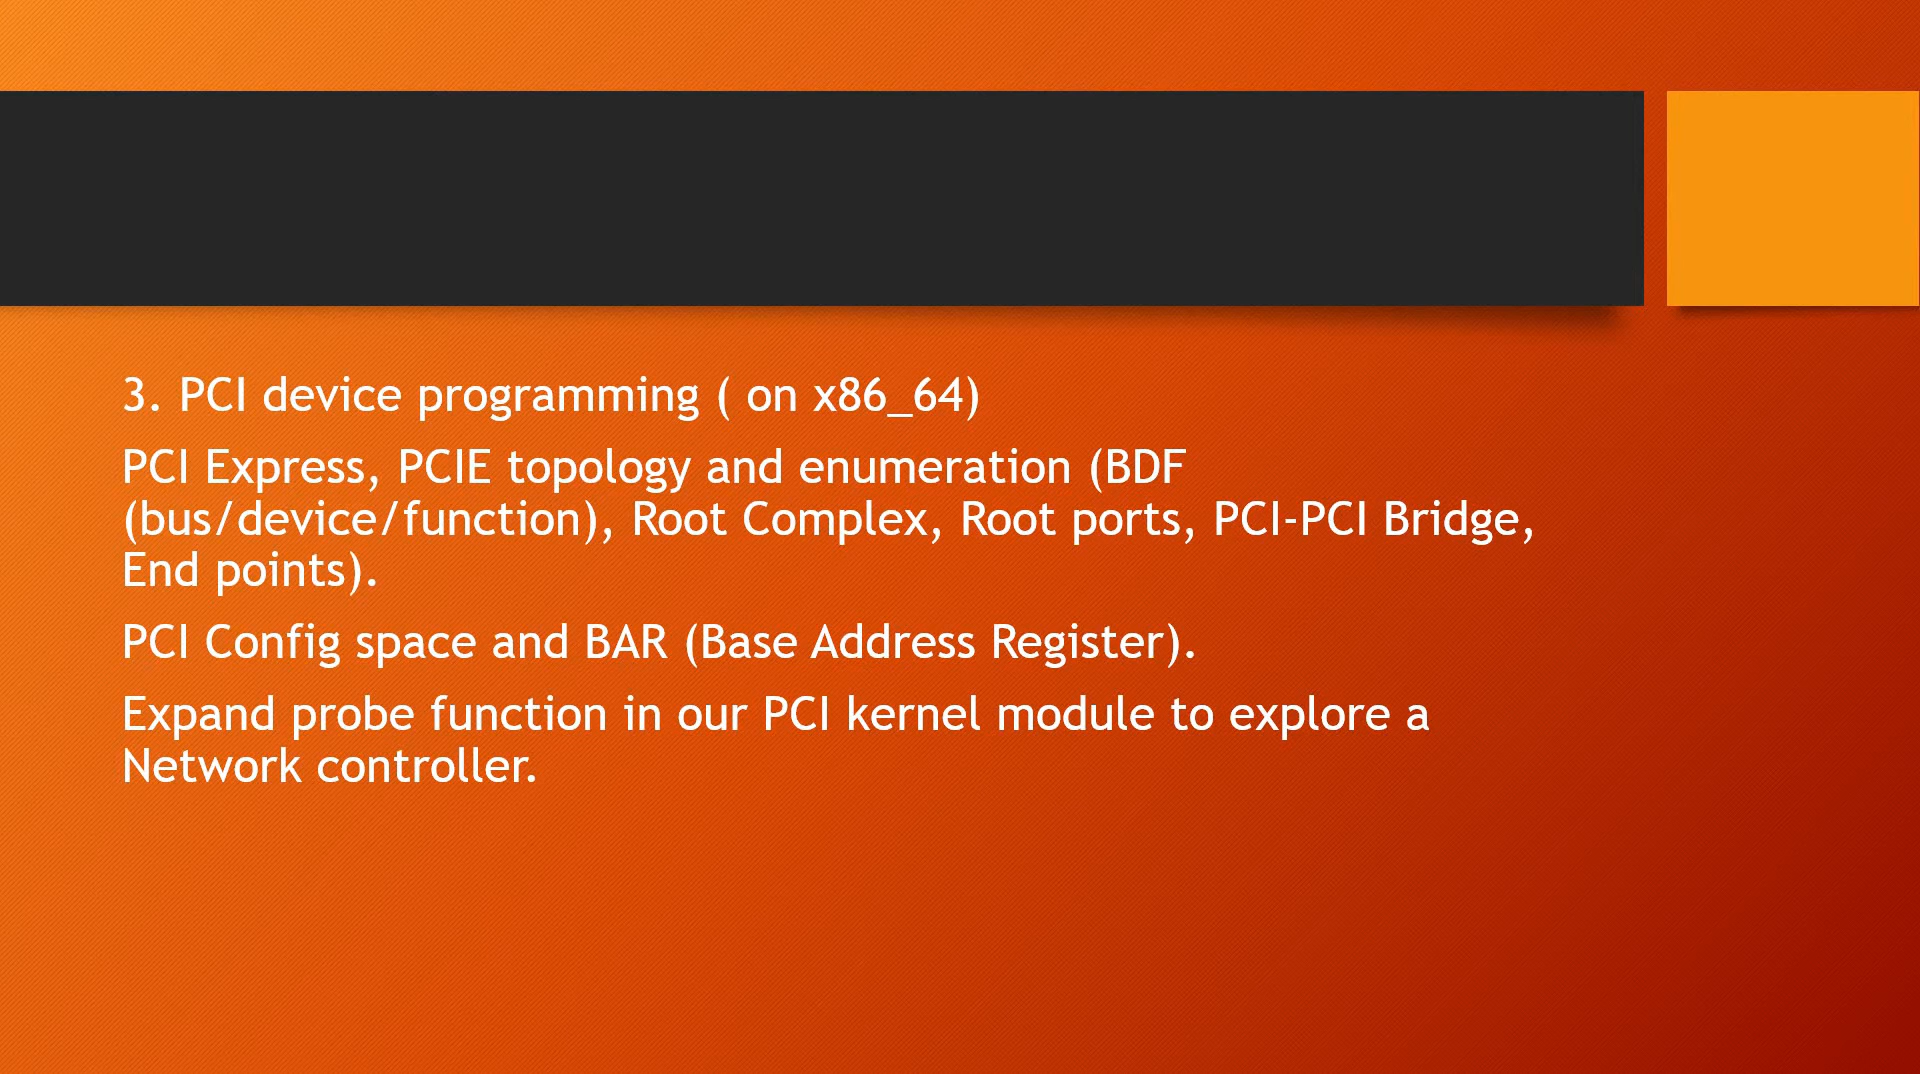 3. PCI device programming ( on x86_64)
PCI Express, PCIE topology and enumeration (BDF
(bus/device/function), Root Complex, Root ports, PCI-PCI Bridge,
End points).
PCI Config space and BAR (Base Address Register).
Expand probe function in our PCI kernel module to explore a
Network controller.